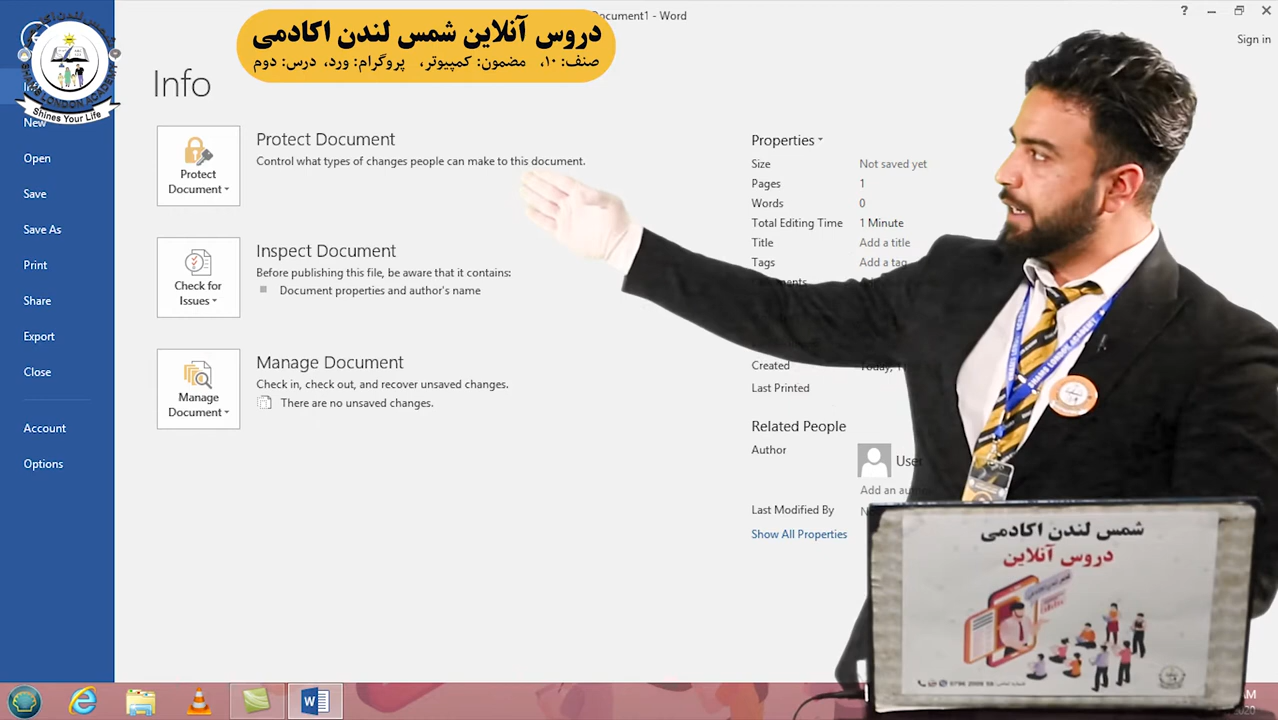 Document1 - Word
Sign in
دروس آنلاین شمس لندن اکادمی
صنف: ۱۰، مضمون: کمپیوتر، پروگرام: ورد، درس: دوم
Shines Your Life
Info
New
Open
Save
Save As
Print
Share
Export
Close
Account
Options
Protect Document
Protect Document
Control what types of changes people can make to this document.
Check for Issues
Inspect Document
Before publishing this file, be aware that it contains:
Document properties and author's name
Manage Document
Manage Document
Check in, check out, and recover unsaved changes.
There are no unsaved changes.
Properties
Size Not saved yet
Pages 1
Words 0
Total Editing Time 1 Minute
Title Add a title
Tags Add a tag
Created Today,
Last Printed
Related People
Author
User
Add an
Last Modified By
Show All Properties
شمس لندن اکادمی
دروس آنلاین